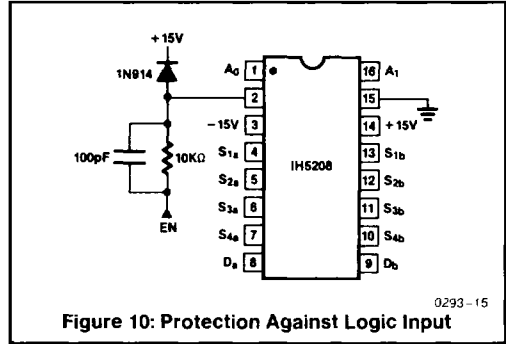 +15V
1N914
100pF
10KΩ
EN
A0 1
2
-15V 3
S1a 4
S2a 5
S3a 6
S4a 7
Da 8
IH5208
16 A1
15
14 +15V
13 S1b
12 S2b
11 S3b
10 S4b
9 Db
0293-15
Figure 10: Protection Against Logic Input